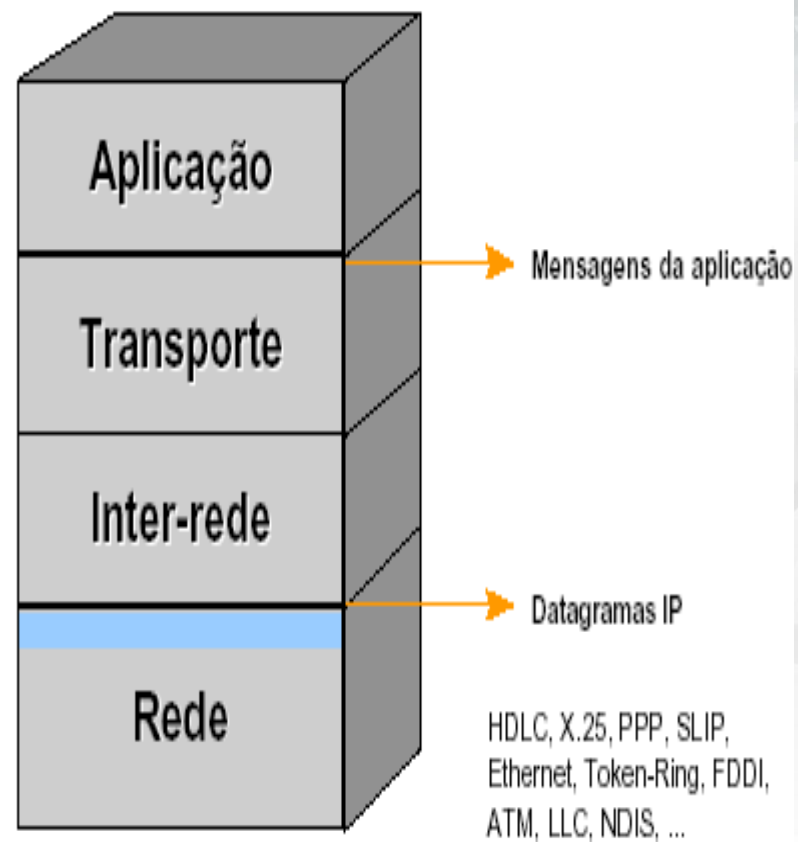 Aplicação
Mensagens da aplicação
Transporte
Inter-rede
Datagramas IP
Rede
HDLC, X.25, PPP, SLIP,
Ethernet, Token-Ring, FDDI,
ATM, LLC, NDIS, ...